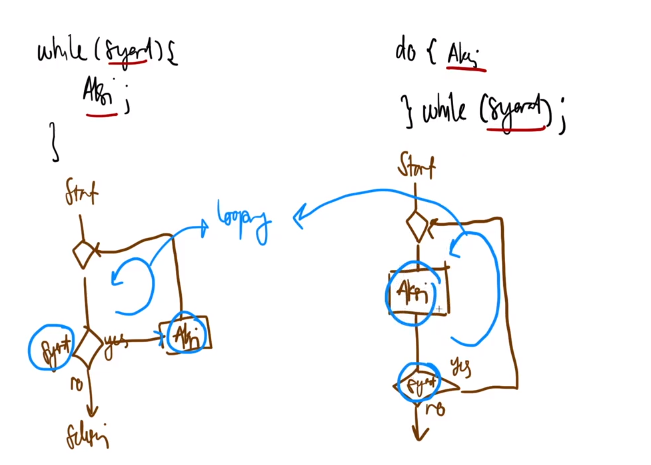 while (syarat) {
Aksi ;
}
do { Aksi
} while (syarat) ;
Start
looping
syarat
yes
Aksi
no
Selesai
Start
Aksi
syarat
yes
no